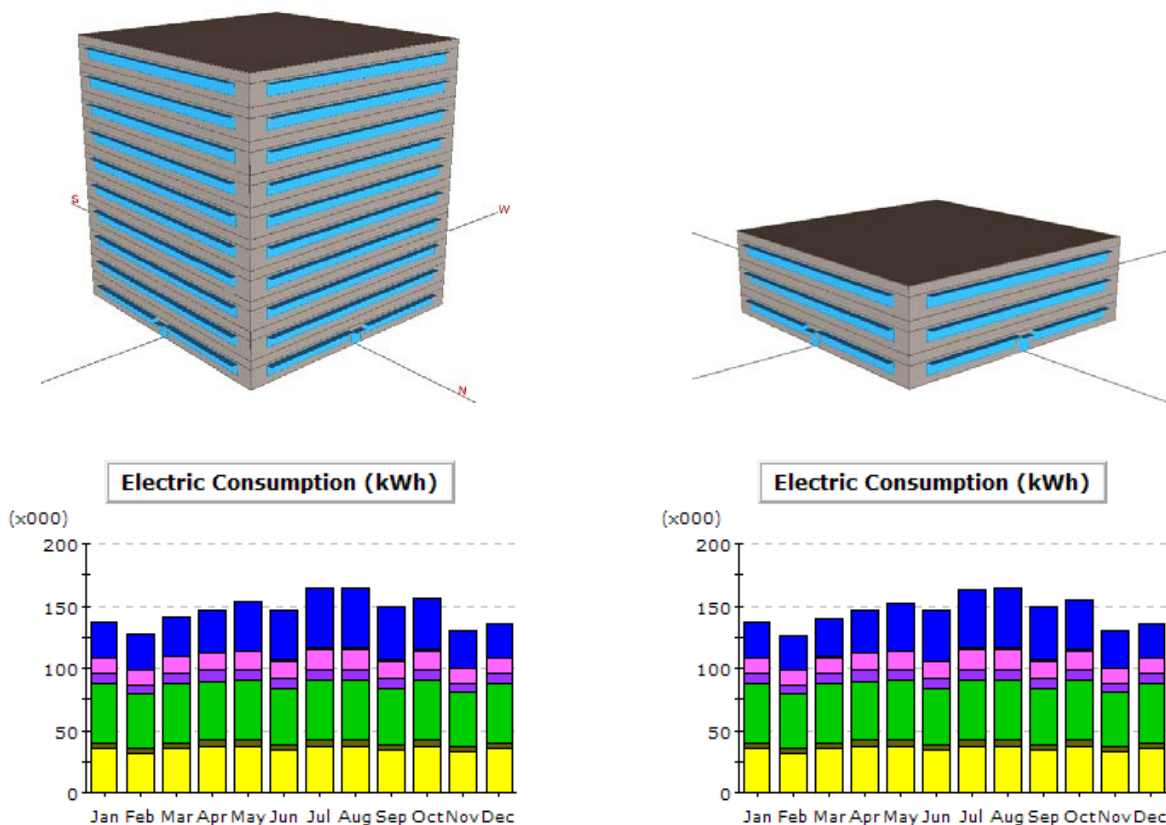 S
W
N
Electric Consumption (kWh)
(x000)
200
150
100
50
0
Jan Feb Mar Apr May Jun Jul Aug Sep Oct Nov Dec
Electric Consumption (kWh)
(x000)
200
150
100
50
0
Jan Feb Mar Apr May Jun Jul Aug Sep Oct Nov Dec